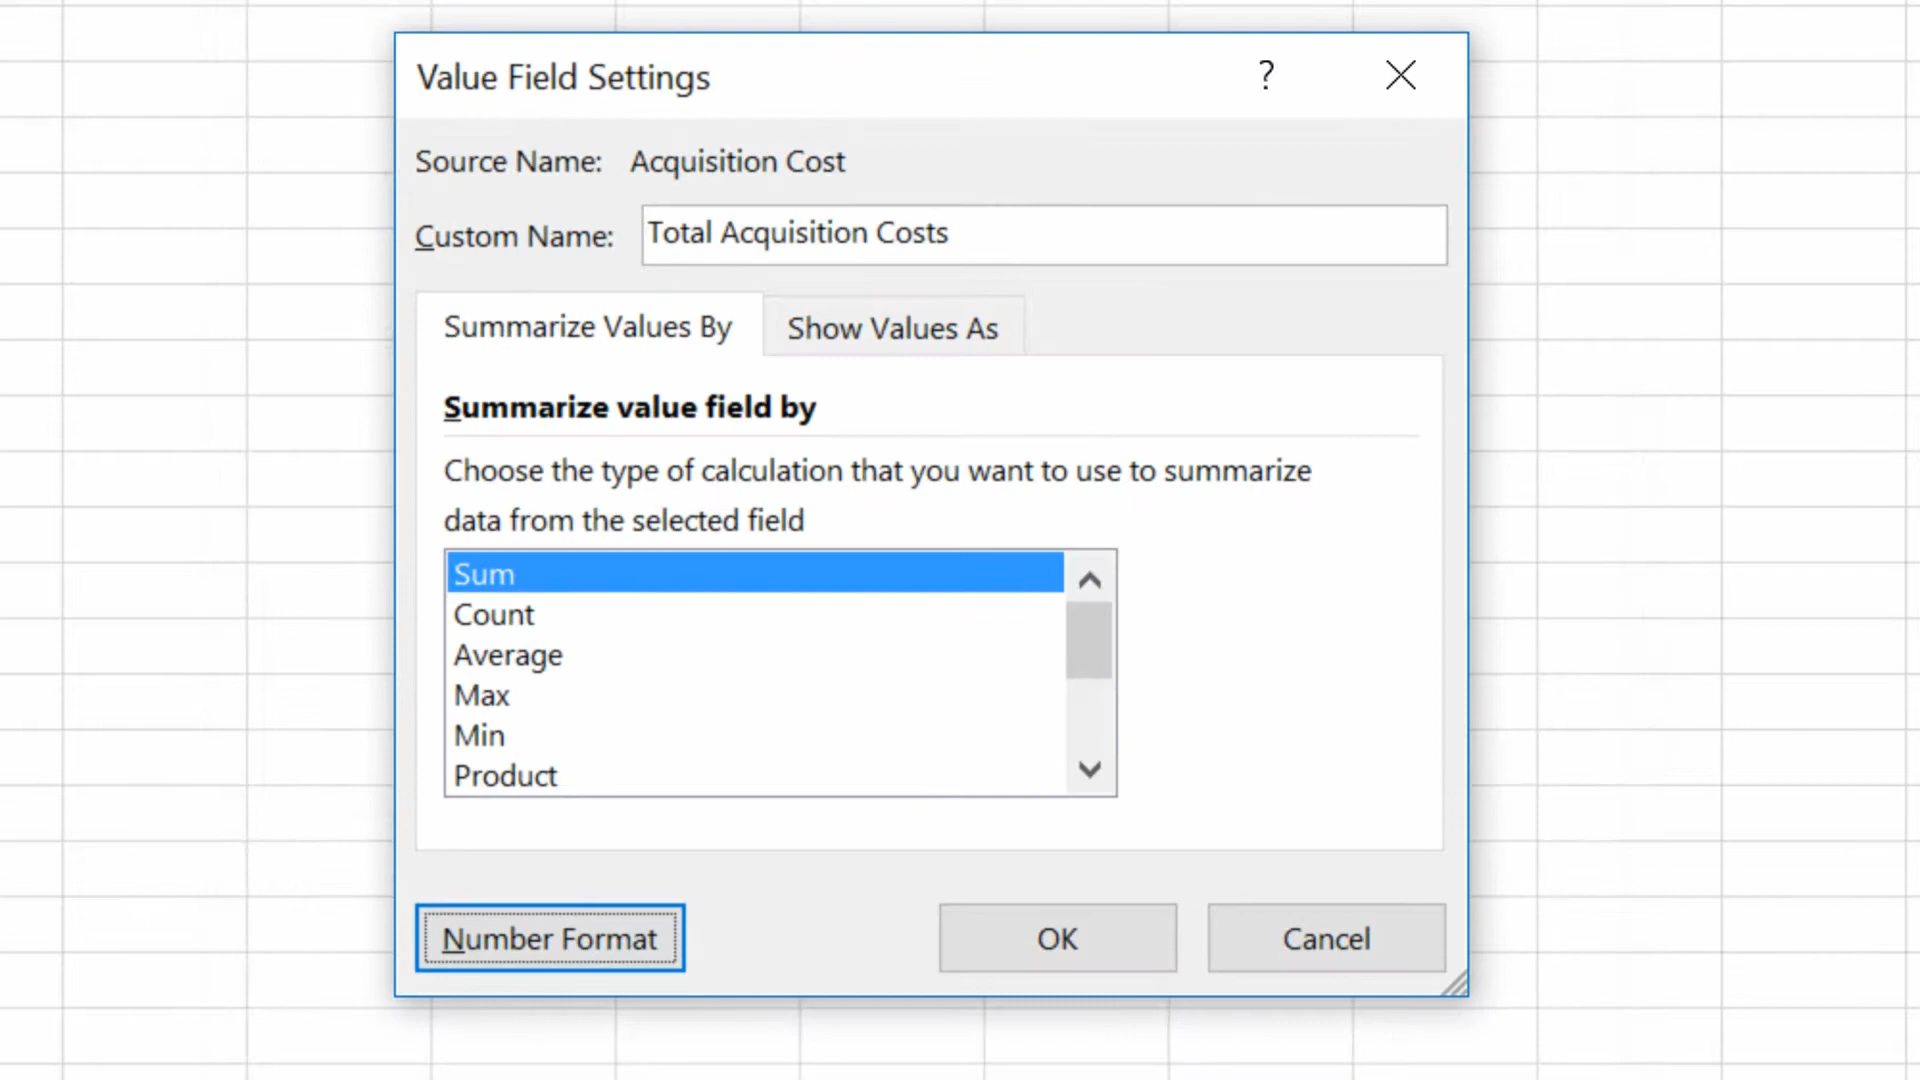 Value Field Settings ?
Source Name: Acquisition Cost
Custom Name: Total Acquisition Costs
Summarize Values By Show Values As
Summarize value field by
Choose the type of calculation that you want to use to summarize
data from the selected field
Sum
Count
Average
Max
Min
Product
Number Format OK Cancel